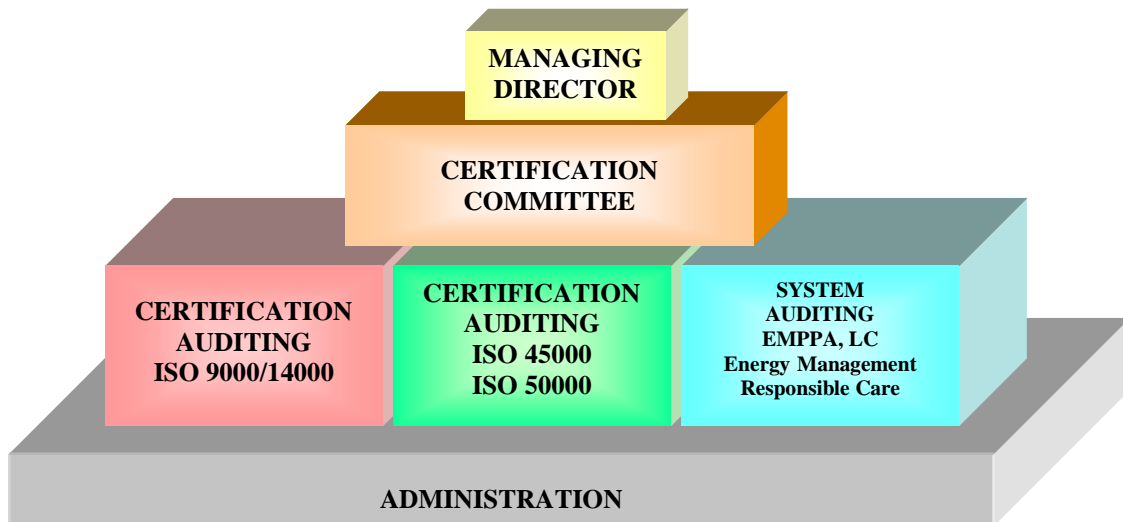 MANAGING
DIRECTOR
CERTIFICATION
COMMITTEE
CERTIFICATION
AUDITING
ISO 9000/14000
CERTIFICATION
AUDITING
ISO 45000
ISO 50000
SYSTEM
AUDITING
EMPPA, LC
Energy Management
Responsible Care
ADMINISTRATION